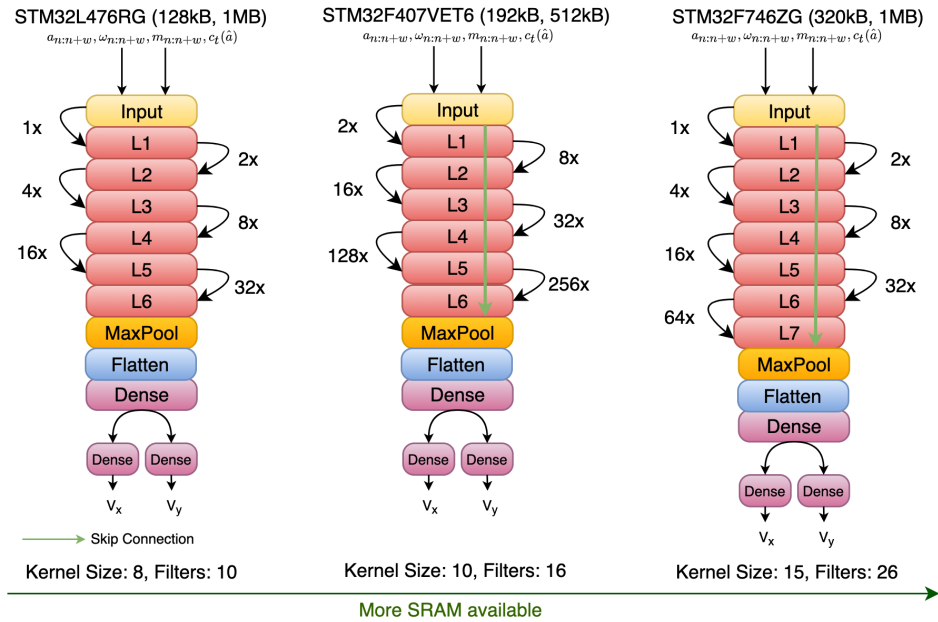 STM32L476RG (128kB, 1MB)
a_{n:n+w}, ω_{n:n+w}, m_{n:n+w}, c_t(â)
Input
L1
L2
L3
L4
L5
L6
MaxPool
Flatten
Dense
Dense Dense
V_x V_y
1x
2x
4x
8x
16x
32x
Skip Connection
Kernel Size: 8, Filters: 10
STM32F407VET6 (192kB, 512kB)
a_{n:n+w}, ω_{n:n+w}, m_{n:n+w}, c_t(â)
Input
L1
L2
L3
L4
L5
L6
MaxPool
Flatten
Dense
Dense Dense
V_x V_y
2x
8x
16x
32x
128x
256x
Kernel Size: 10, Filters: 16
STM32F746ZG (320kB, 1MB)
a_{n:n+w}, ω_{n:n+w}, m_{n:n+w}, c_t(â)
Input
L1
L2
L3
L4
L5
L6
L7
MaxPool
Flatten
Dense
Dense Dense
V_x V_y
1x
2x
4x
8x
16x
32x
64x
Kernel Size: 15, Filters: 26
More SRAM available